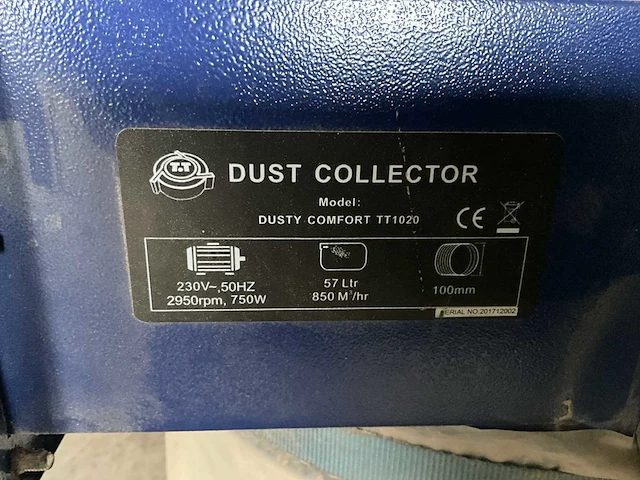 T&T
DUST COLLECTOR
Model:
DUSTY COMFORT TT1020
CE
230V~,50HZ
2950rpm, 750W
57 Ltr
850 M³/hr
100mm
SERIAL NO.201712002